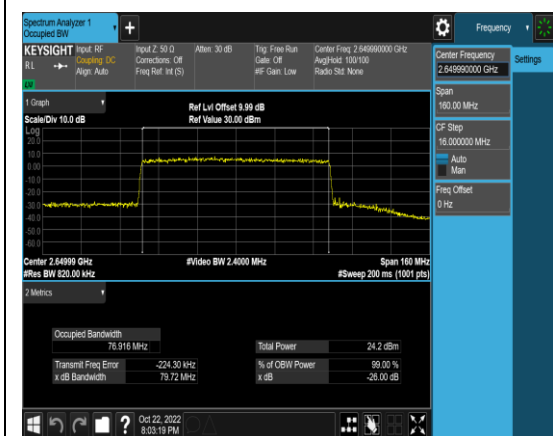 Spectrum Analyzer 1
Occupied BW
+
Frequency
KEYSIGHT
RL
Input: RF
Coupling: DC
Align: Auto
Input Z: 50 Ω
Corrections: Off
Freq Ref: Int (S)
Atten: 30 dB
Trig: Free Run
Gate: Off
#IF Gain: Low
Center Freq: 2.649990000 GHz
Avg|Hold: 100/100
Radio Std: None
Center Frequency
2.649990000 GHz
Settings
Span
160.00 MHz
CF Step
16.000000 MHz
Auto
Man
Freq Offset
0 Hz
1 Graph
Scale/Div 10.0 dB
Ref Lvl Offset 9.99 dB
Ref Value 30.00 dBm
Log
20.0
10.0
0.00
-10.0
-20.0
-30.0
-40.0
-50.0
-60.0
Center 2.64999 GHz
#Video BW 2.4000 MHz
Span 160 MHz
#Res BW 820.00 kHz
#Sweep 200 ms (1001 pts)
2 Metrics
Occupied Bandwidth
76.916 MHz
Total Power
24.2 dBm
Transmit Freq Error
-224.30 kHz
% of OBW Power
99.00 %
x dB Bandwidth
79.72 MHz
x dB
-26.00 dB
?
Oct 22, 2022
8:03:19 PM